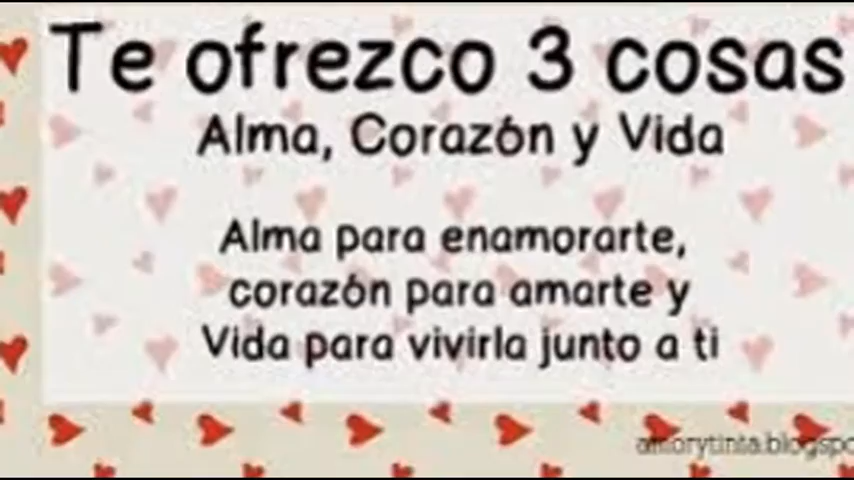 Te ofrezco 3 cosas
Alma, Corazón y Vida
Alma para enamorarte,
corazón para amarte y
Vida para vivirla junto a ti
amorytinta.blogspo